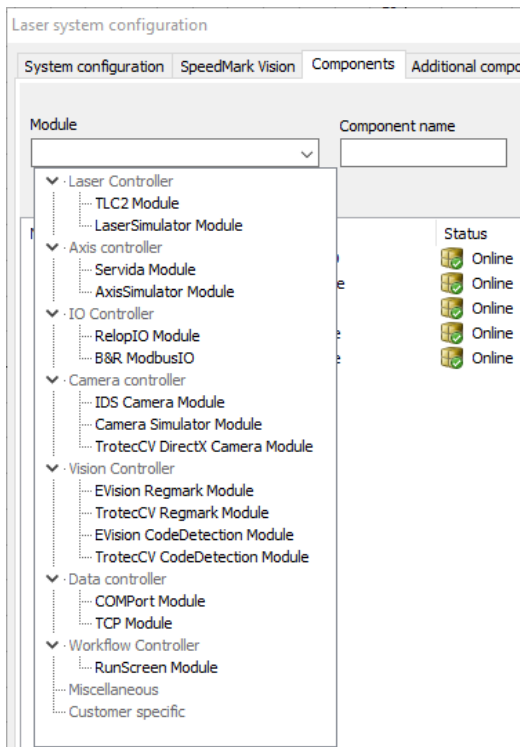 Laser system configuration
System configuration SpeedMark Vision Components Additional compo
Module Component name
Laser Controller
TLC2 Module
LaserSimulator Module
Axis controller
Servida Module
AxisSimulator Module
IO Controller
RelopIO Module
B&R ModbusIO
Camera controller
IDS Camera Module
Camera Simulator Module
TrotecCV DirectX Camera Module
Vision Controller
EVision Regmark Module
TrotecCV Regmark Module
EVision CodeDetection Module
TrotecCV CodeDetection Module
Data controller
COMPort Module
TCP Module
Workflow Controller
RunScreen Module
Miscellaneous
Customer specific
Status
Online
Online
Online
Online
Online